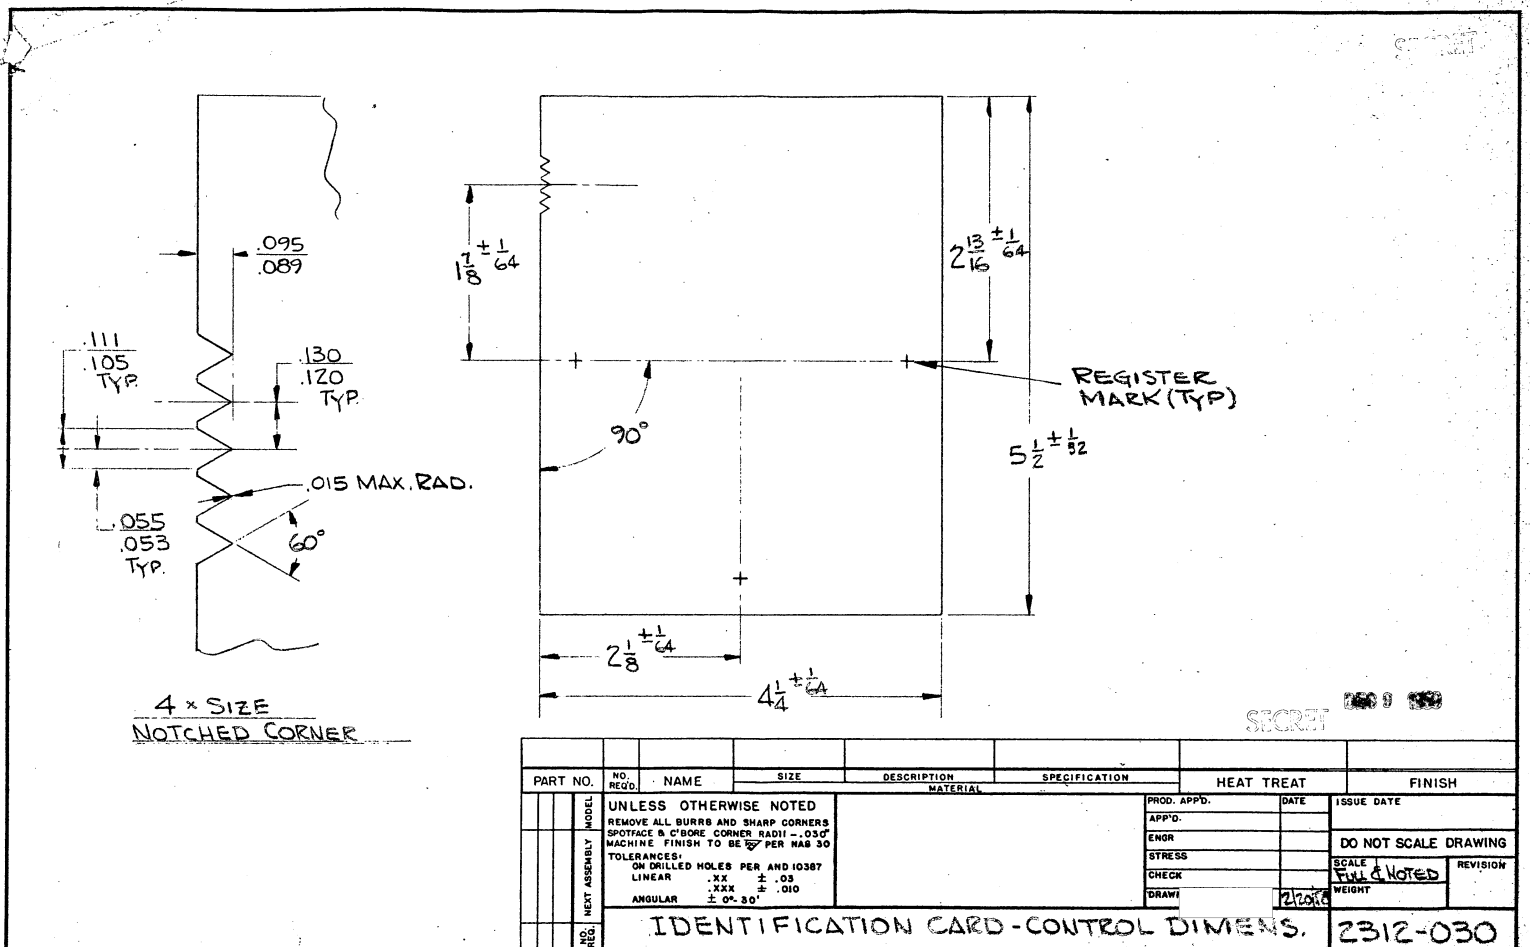 SECRET
.095
.089
.111
.105
TYP.
.130
.120
TYP.
.015 MAX. RAD.
.055
.053
TYP.
60°
4 x SIZE
NOTCHED CORNER
1 7/8 ± 1/64
2 13/16 ± 1/64
REGISTER
MARK (TYP)
90°
5 1/2 ± 1/32
2 1/8 ± 1/64
4 1/4 ± 1/64
SECRET
PART NO.
NO. REQ'D.
NAME
SIZE
DESCRIPTION
SPECIFICATION
MATERIAL
HEAT TREAT
FINISH
MODEL
NEXT ASSEMBLY
NO. REQ.
UNLESS OTHERWISE NOTED
REMOVE ALL BURRS AND SHARP CORNERS
SPOTFACE & C'BORE CORNER RADII -.030"
MACHINE FINISH TO BE PER NAS 30
TOLERANCES:
ON DRILLED HOLES PER AND 10387
LINEAR .XX ± .03
.XXX ± .010
ANGULAR ± 0°-30'
PROD. APP'D.
DATE
APP'D.
ENGR
STRESS
CHECK
DRAW
ISSUE DATE
DO NOT SCALE DRAWING
SCALE
FULL & NOTED
REVISION
WEIGHT
IDENTIFICATION CARD-CONTROL DIMENS.
2312-030